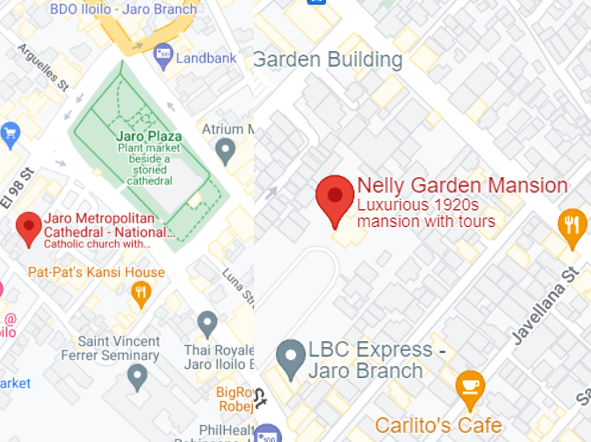 BDO Iloilo -
Jaro Branch
Arguelles St
Landbank
Garden Building
Jaro Plaza
Plant market
beside a
storied
cathedral
Atrium
El 98 St
Nelly Garden Mansion
Luxurious 1920s
mansion with tours
Jaro Metropolitan
Cathedral - National...
Catholic church with...
Pat-Pat's Kansi House
Luna
Javellana St
@
Saint Vincent
Ferrer Seminary
Thai Royale
Jaro Iloilo
LBC Express -
Jaro Branch
St
Carlito's Cafe